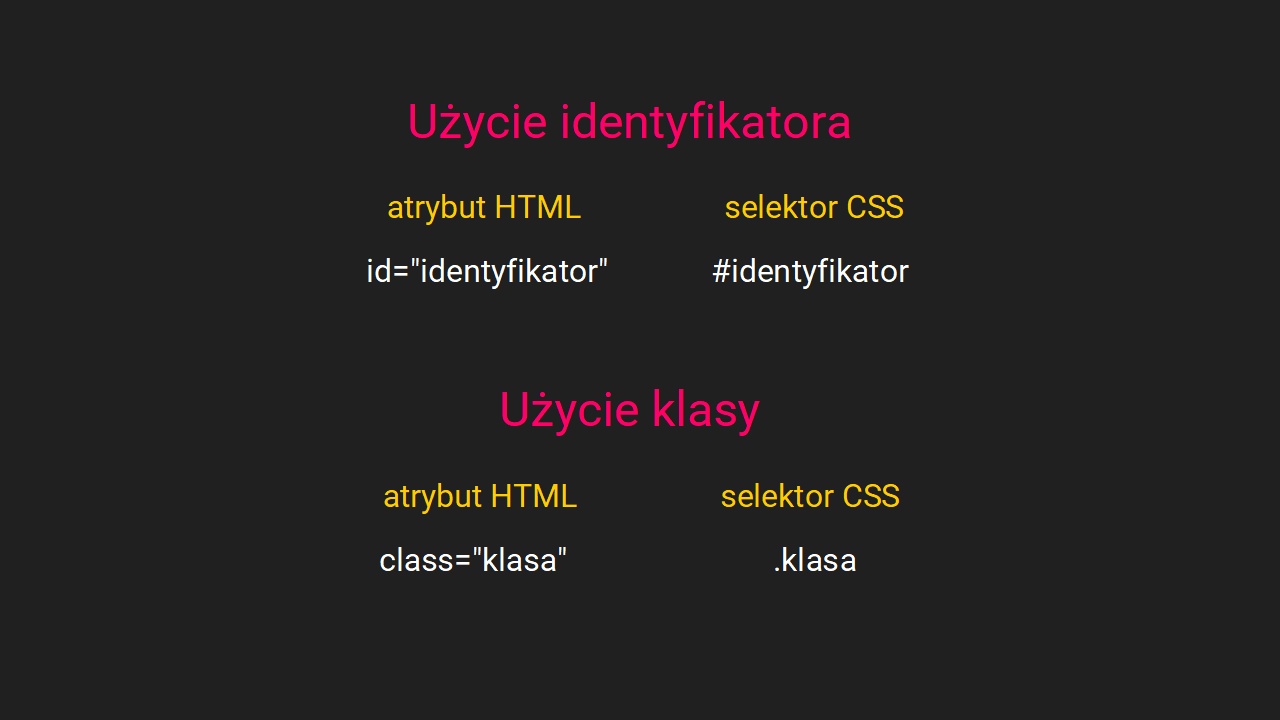 Użycie identyfikatora
atrybut HTML selektor CSS
id="identyfikator" #identyfikator
Użycie klasy
atrybut HTML selektor CSS
class="klasa" .klasa